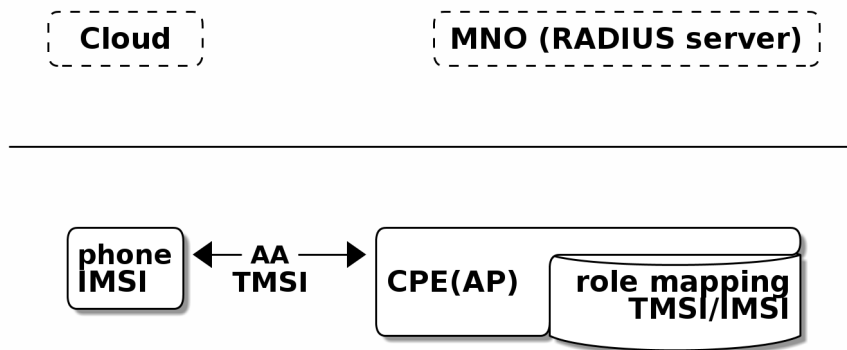 Cloud
MNO (RADIUS server)
phone
IMSI
AA
TMSI
CPE(AP)
role mapping
TMSI/IMSI